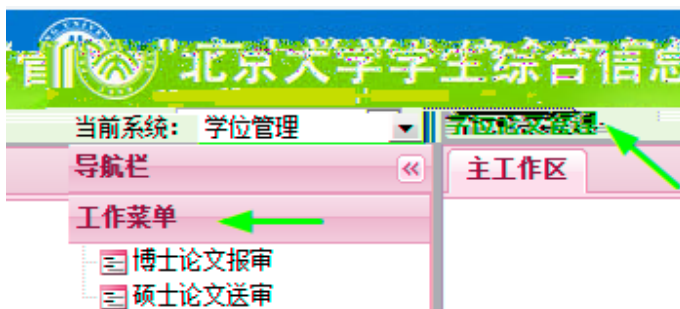 北京大学学生综合信息
当前系统： 学位管理
导航栏
主工作区
工作菜单
博士论文报审
硕士论文送审